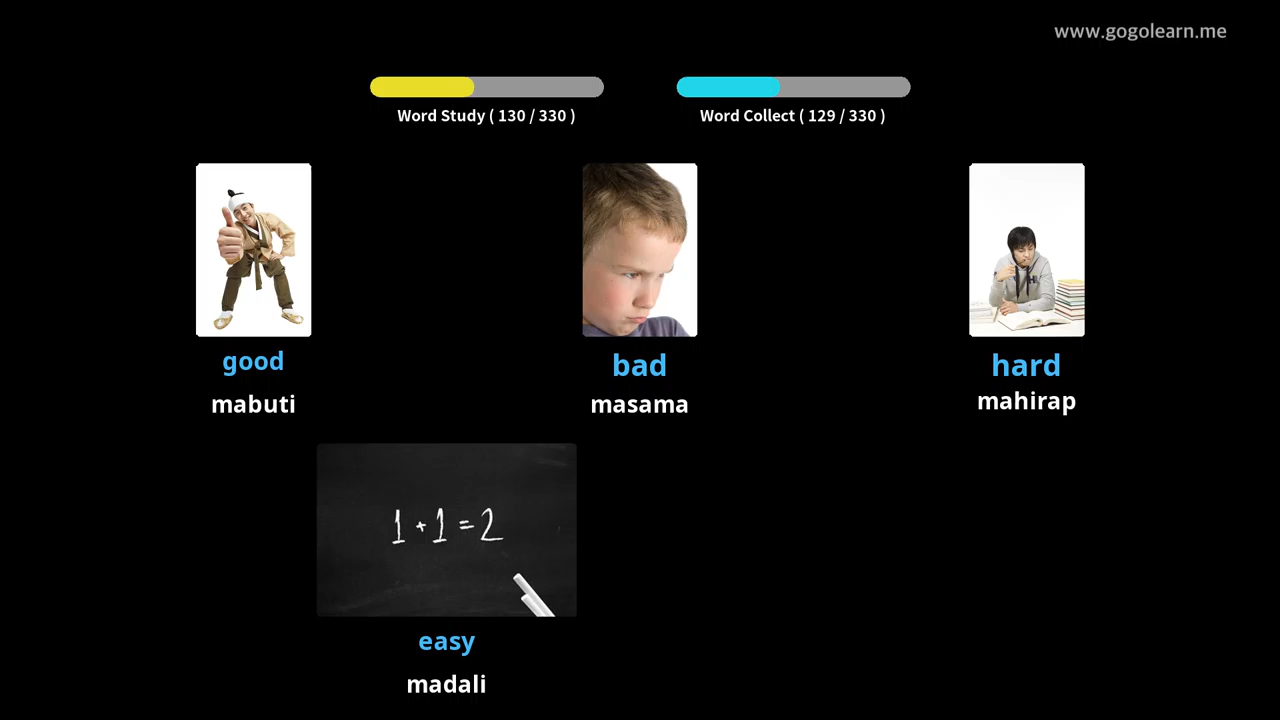 www.gogolearn.me
Word Study ( 130 / 330 )
Word Collect ( 129 / 330 )
good
mabuti
bad
masama
hard
mahirap
1 + 1 = 2
easy
madali